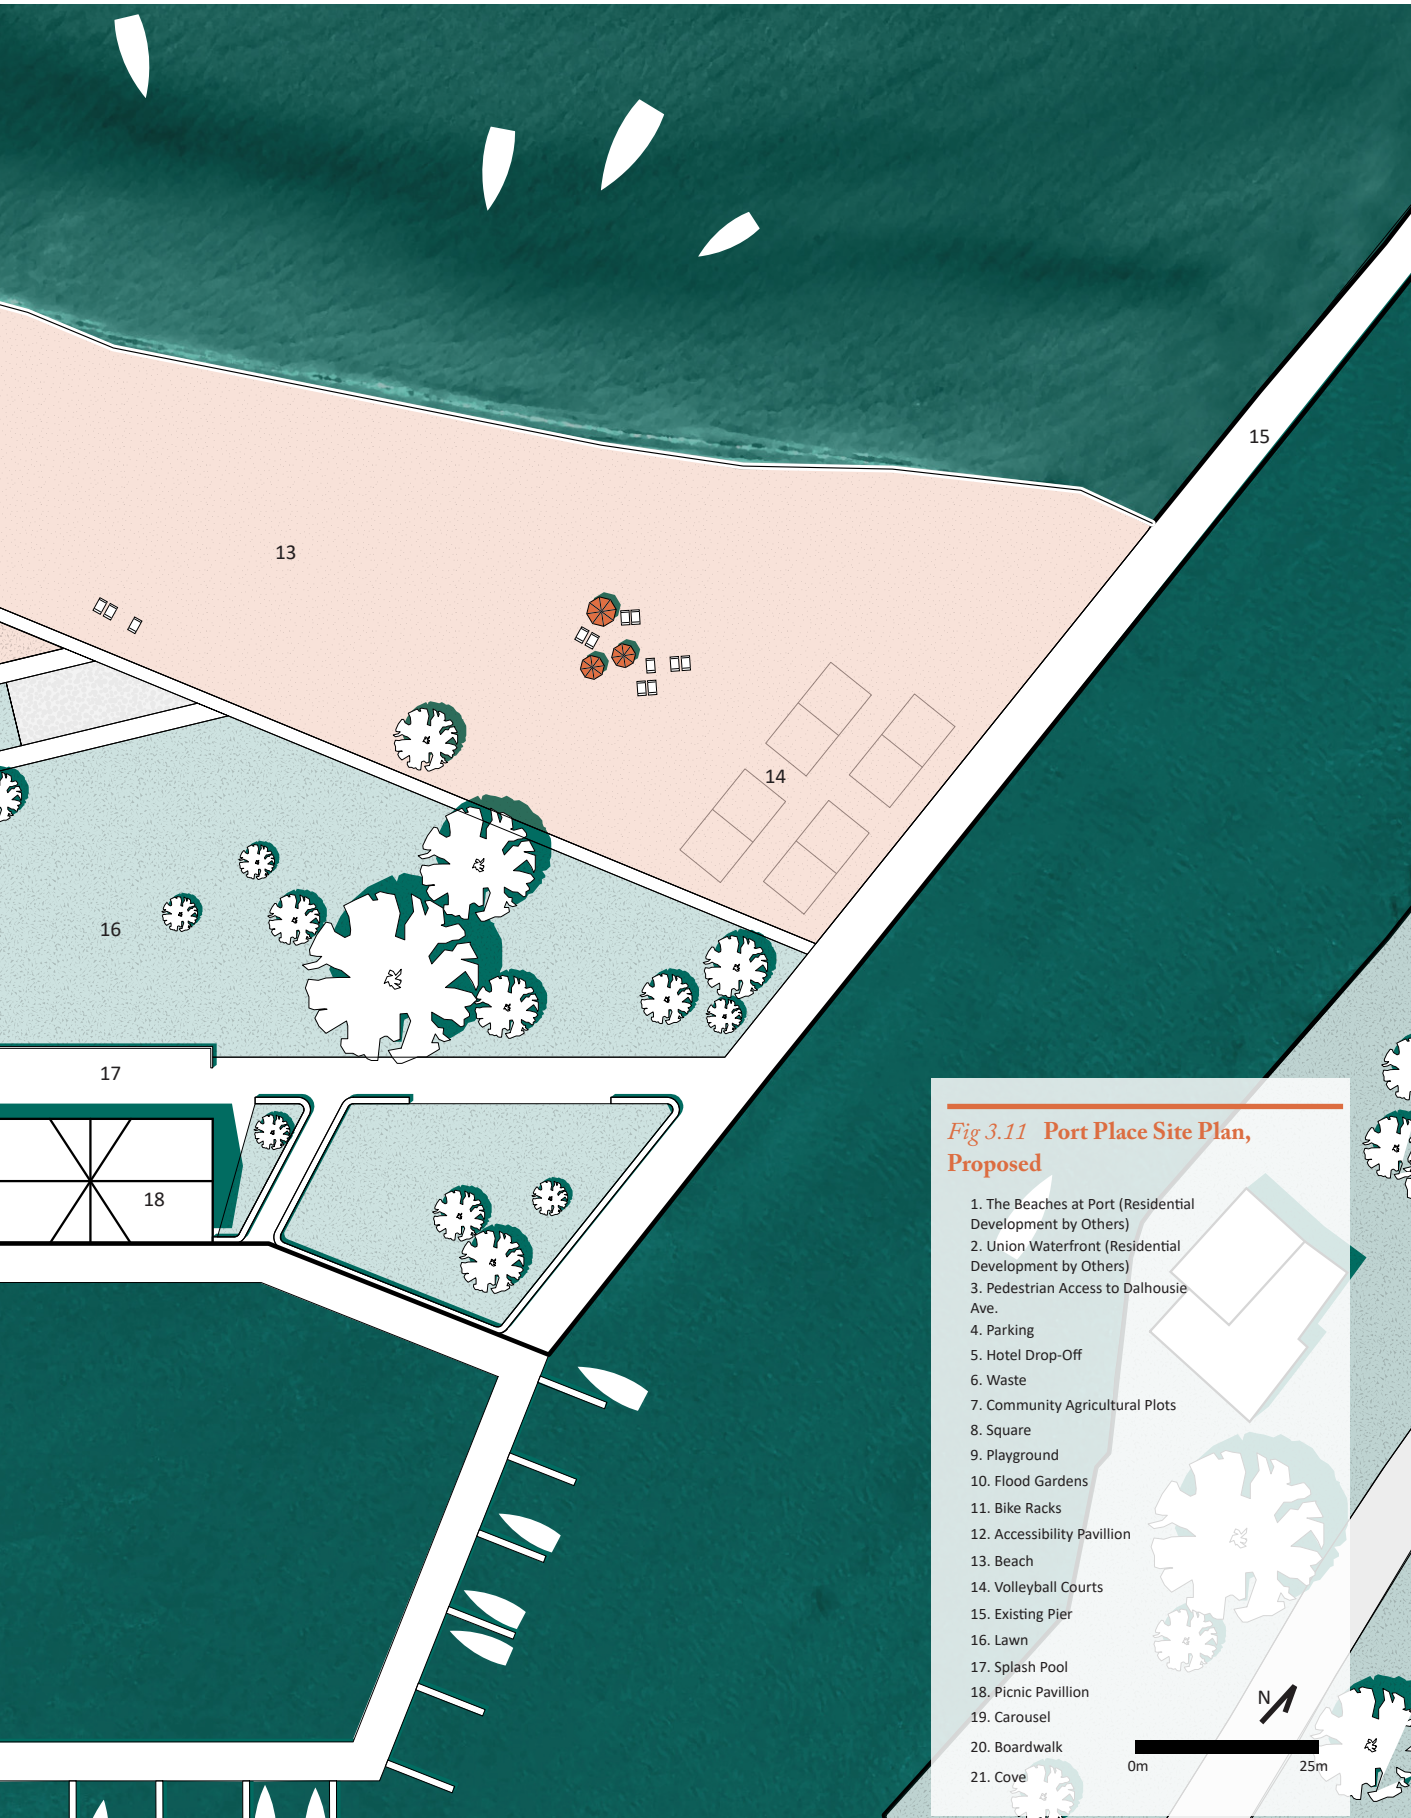 15
13
14
16
17
18
Fig 3.11 Port Place Site Plan,
Proposed
1. The Beaches at Port (Residential
Development by Others)
2. Union Waterfront (Residential
Development by Others)
3. Pedestrian Access to Dalhousie
Ave.
4. Parking
5. Hotel Drop-Off
6. Waste
7. Community Agricultural Plots
8. Square
9. Playground
10. Flood Gardens
11. Bike Racks
12. Accessibility Pavillion
13. Beach
14. Volleyball Courts
15. Existing Pier
16. Lawn
17. Splash Pool
18. Picnic Pavillion
19. Carousel
20. Boardwalk
21. Cove
N
0m 25m